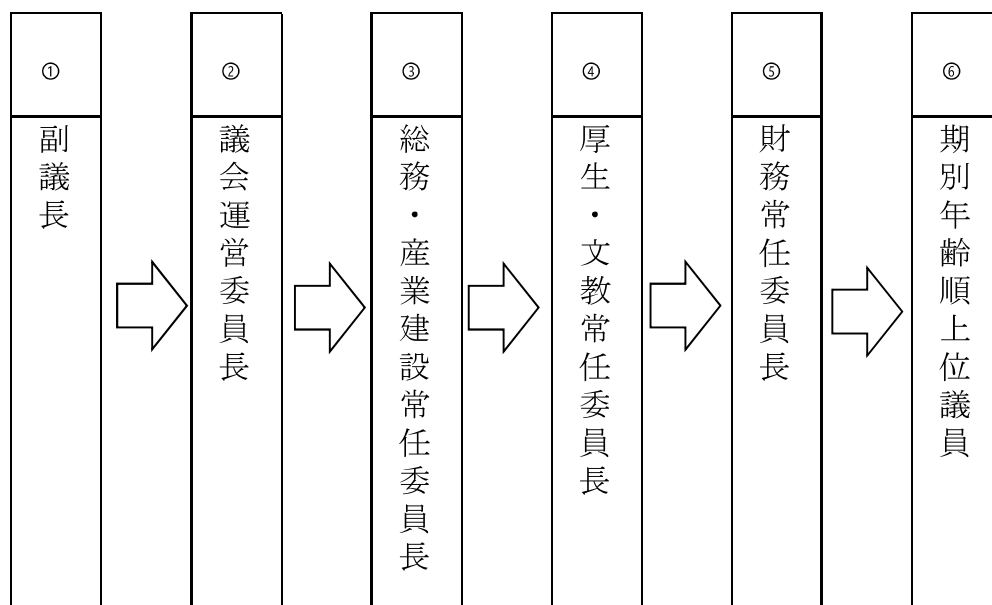 ①
副議長
②
議会運営委員長
③
総務・産業建設常任委員長
④
厚生・文教常任委員長
⑤
財務常任委員長
⑥
期別年齢順上位議員